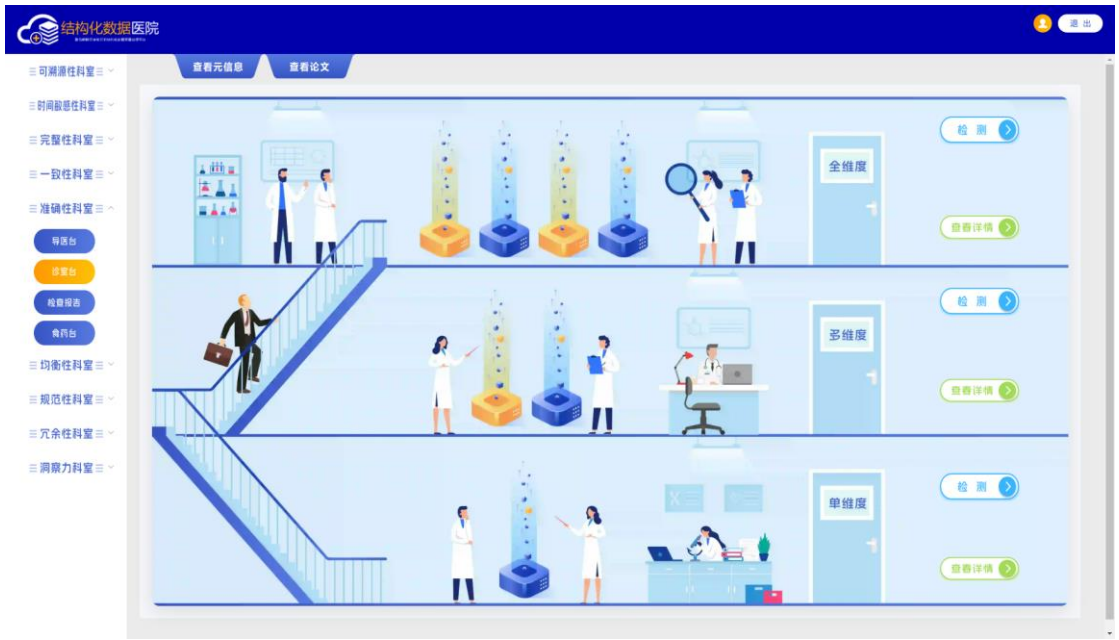 结构化数据医院
退出
可溯源性科室
时间敏感性科室
完整性科室
一致性科室
准确性科室
导医台
诊室台
检查报告
食药台
均衡性科室
规范性科室
冗余性科室
洞察力科室
查看元信息
查看论文
全维度
检测
查看详情
多维度
检测
查看详情
单维度
检测
查看详情